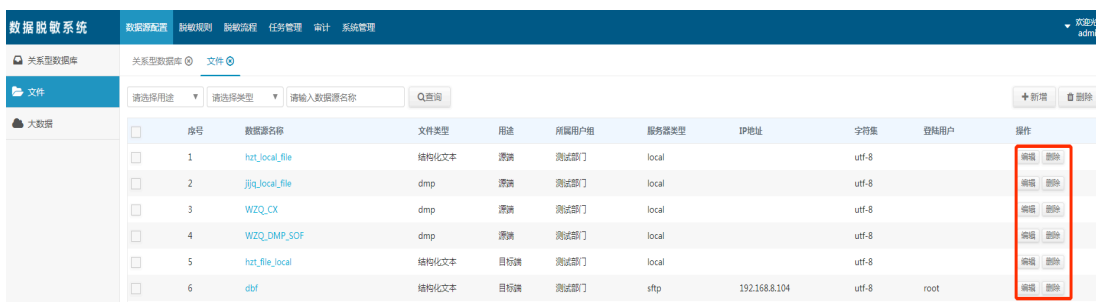 数据脱敏系统 数据源配置 脱敏规则 脱敏流程 任务管理 审计 系统管理 欢迎光
admi
关系型数据库 关系型数据库 文件
文件 请选择用途 请选择类型 请输入数据源名称 查询 新增 删除
大数据
序号 数据源名称 文件类型 用途 所属用户组 服务器类型 IP地址 字符集 登陆用户 操作
1 hzt_local_file 结构化文本 源端 测试部门 local utf-8 编辑 删除
2 jijq_local_file dmp 源端 测试部门 local utf-8 编辑 删除
3 WZQ_CX dmp 源端 测试部门 local utf-8 编辑 删除
4 WZQ_DMP_SOF dmp 源端 测试部门 local utf-8 编辑 删除
5 hzt_file_local 结构化文本 目标端 测试部门 local utf-8 编辑 删除
6 dbf 结构化文本 目标端 测试部门 sftp 192.168.8.104 utf-8 root 编辑 删除